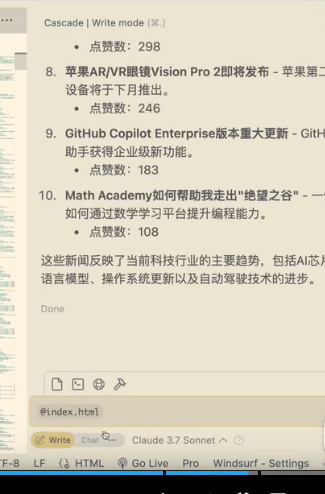 Cascade | Write mode (⌘.)
• 点赞数：298
8. 苹果AR/VR眼镜Vision Pro 2即将发布 - 苹果第二
设备将于下月推出。
• 点赞数：246
9. GitHub Copilot Enterprise版本重大更新 - GitH
助手获得企业级新功能。
• 点赞数：183
10. Math Academy如何帮助我走出"绝望之谷" - 一
如何通过数学学习平台提升编程能力。
• 点赞数：108
这些新闻反映了当前科技行业的主要趋势，包括AI芯片
语言模型、操作系统更新以及自动驾驶技术的进步。
Done
@index.html
Write Chat Claude 3.7 Sonnet
TF-8 LF HTML Go Live Pro Windsurf - Settings